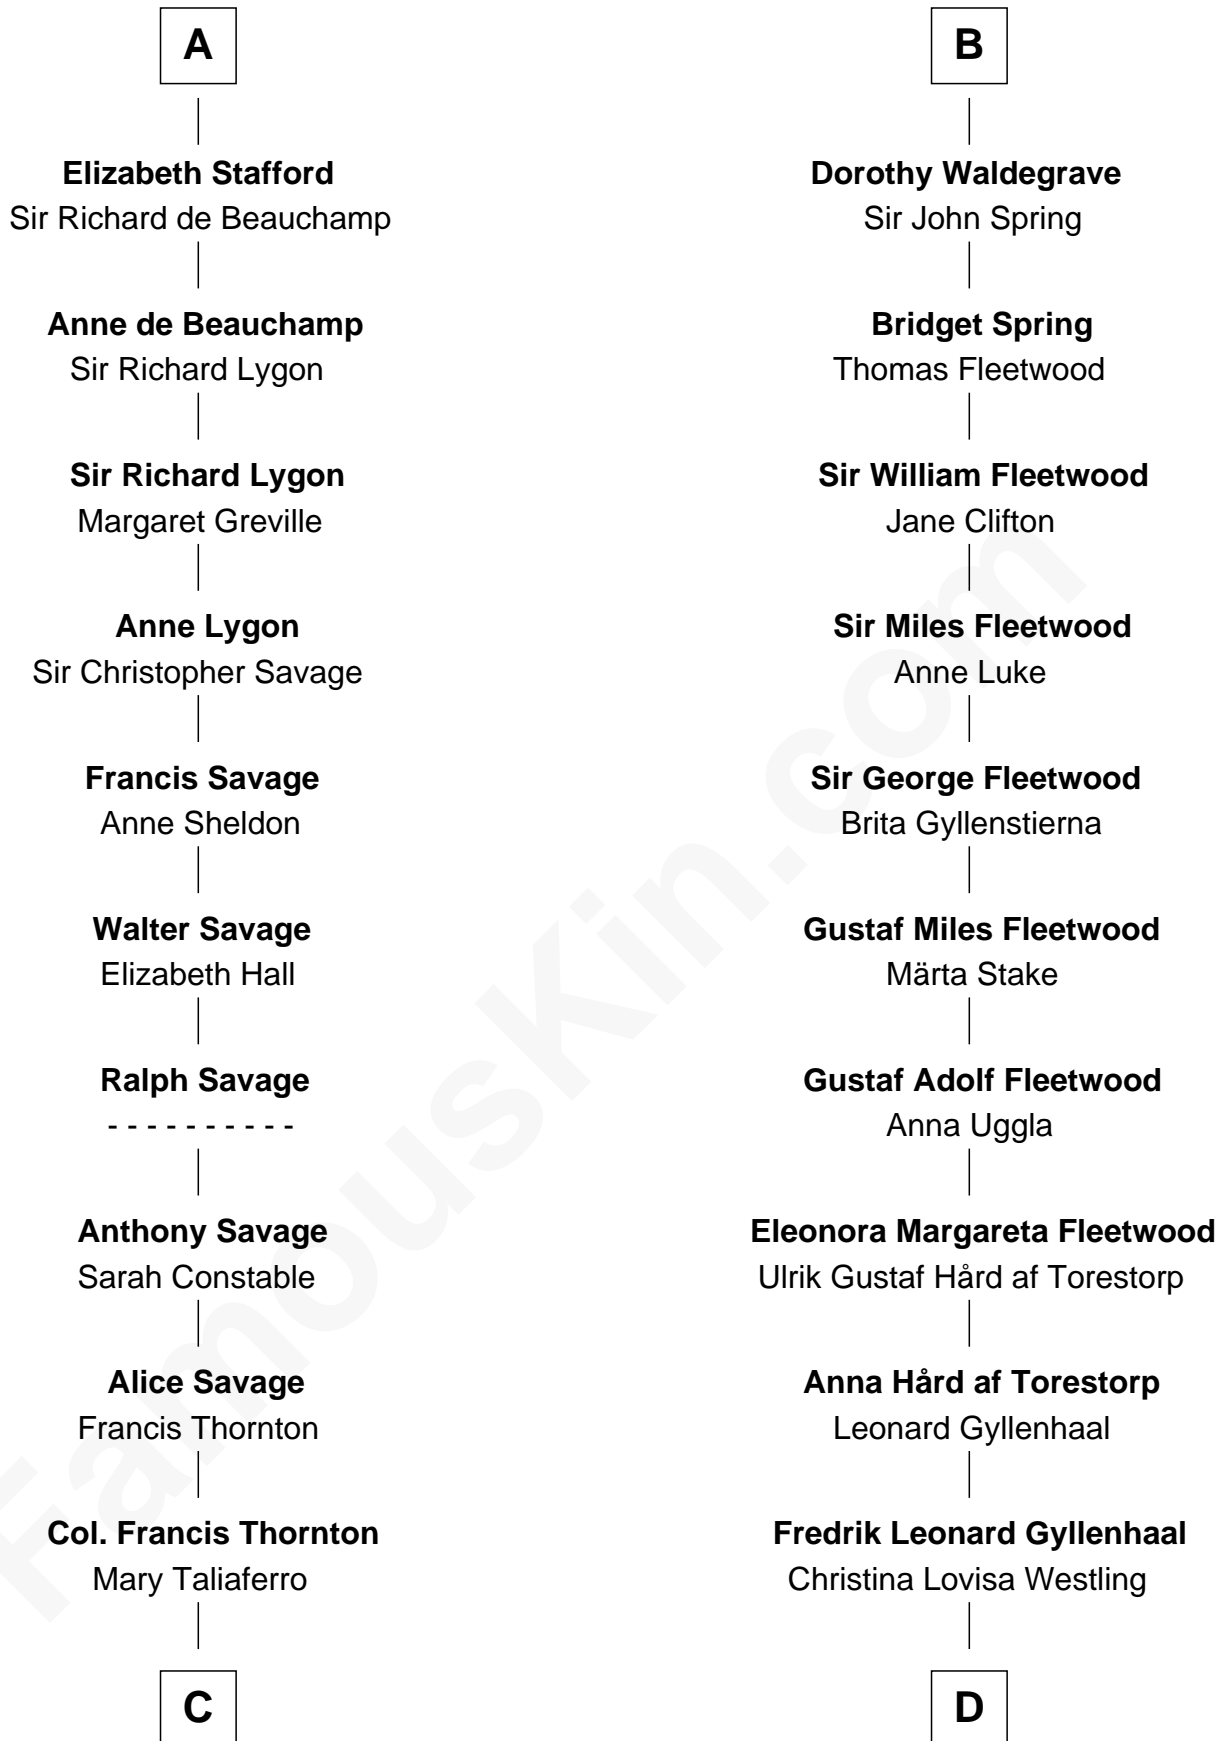 A
Elizabeth Stafford
Sir Richard de Beauchamp
Anne de Beauchamp
Sir Richard Lygon
Sir Richard Lygon
Margaret Greville
Anne Lygon
Sir Christopher Savage
Francis Savage
Anne Sheldon
Walter Savage
Elizabeth Hall
Ralph Savage
- - - - - - - - - -
Anthony Savage
Sarah Constable
Alice Savage
Francis Thornton
Col. Francis Thornton
Mary Taliaferro
C
B
Dorothy Waldegrave
Sir John Spring
Bridget Spring
Thomas Fleetwood
Sir William Fleetwood
Jane Clifton
Sir Miles Fleetwood
Anne Luke
Sir George Fleetwood
Brita Gyllenstierna
Gustaf Miles Fleetwood
Märta Stake
Gustaf Adolf Fleetwood
Anna Uggla
Eleonora Margareta Fleetwood
Ulrik Gustaf Hård af Torestorp
Anna Hård af Torestorp
Leonard Gyllenhaal
Fredrik Leonard Gyllenhaal
Christina Lovisa Westling
D
FamousKin.com